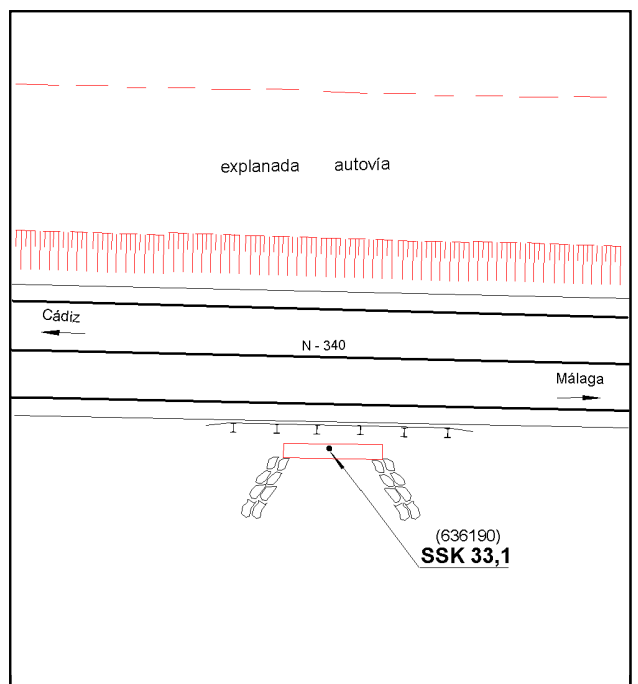 explanada autovía
Cádiz
N - 340
Málaga
(636190)
SSK 33,1